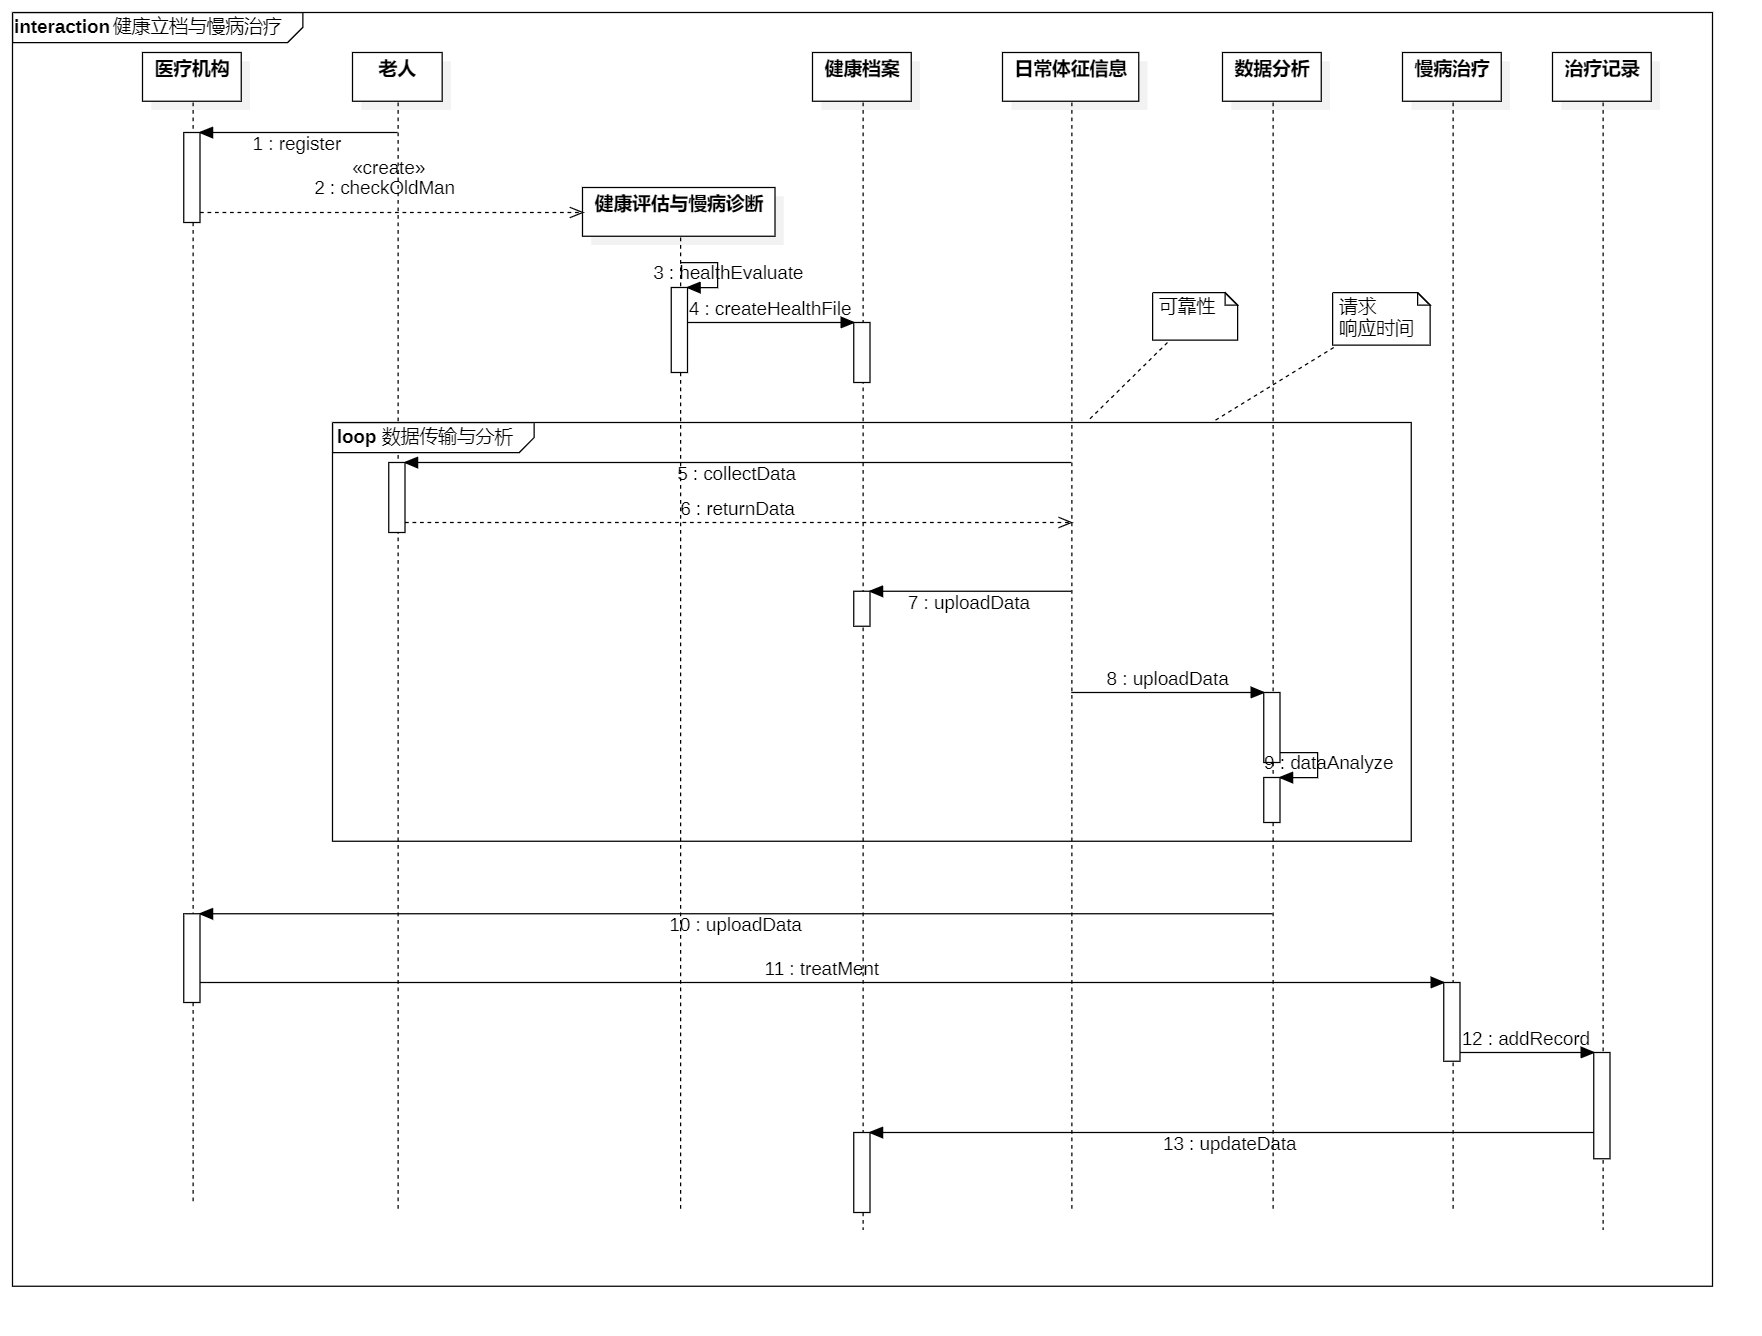 interaction 健康立档与慢病治疗
医疗机构
老人
健康档案
日常体征信息
数据分析
慢病治疗
治疗记录
1 : register
«create»
2 : checkOldMan
健康评估与慢病诊断
3 : healthEvaluate
4 : createHealthFile
可靠性
请求
响应时间
loop 数据传输与分析
5 : collectData
6 : returnData
7 : uploadData
8 : uploadData
9 : dataAnalyze
10 : uploadData
11 : treatMent
12 : addRecord
13 : updateData